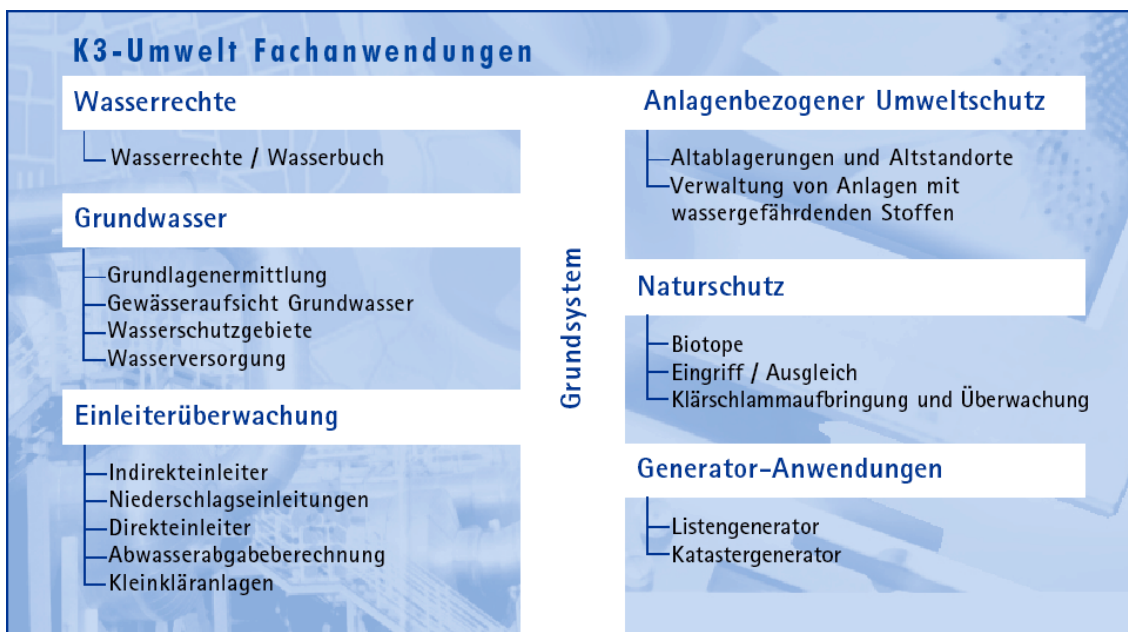 K3-Umwelt Fachanwendungen
Wasserrechte
Wasserrechte / Wasserbuch
Grundwasser
Grundlagenermittlung
Gewässeraufsicht Grundwasser
Wasserschutzgebiete
Wasserversorgung
Einleiterüberwachung
Indirekteinleiter
Niederschlagseinleitungen
Direkteinleiter
Abwasserabgabeberechnung
Kleinkläranlagen
Grundsystem
Anlagenbezogener Umweltschutz
Altablagerungen und Altstandorte
Verwaltung von Anlagen mit
wassergefährdenden Stoffen
Naturschutz
Biotope
Eingriff / Ausgleich
Klärschlammaufbringung und Überwachung
Generator-Anwendungen
Listengenerator
Katastergenerator